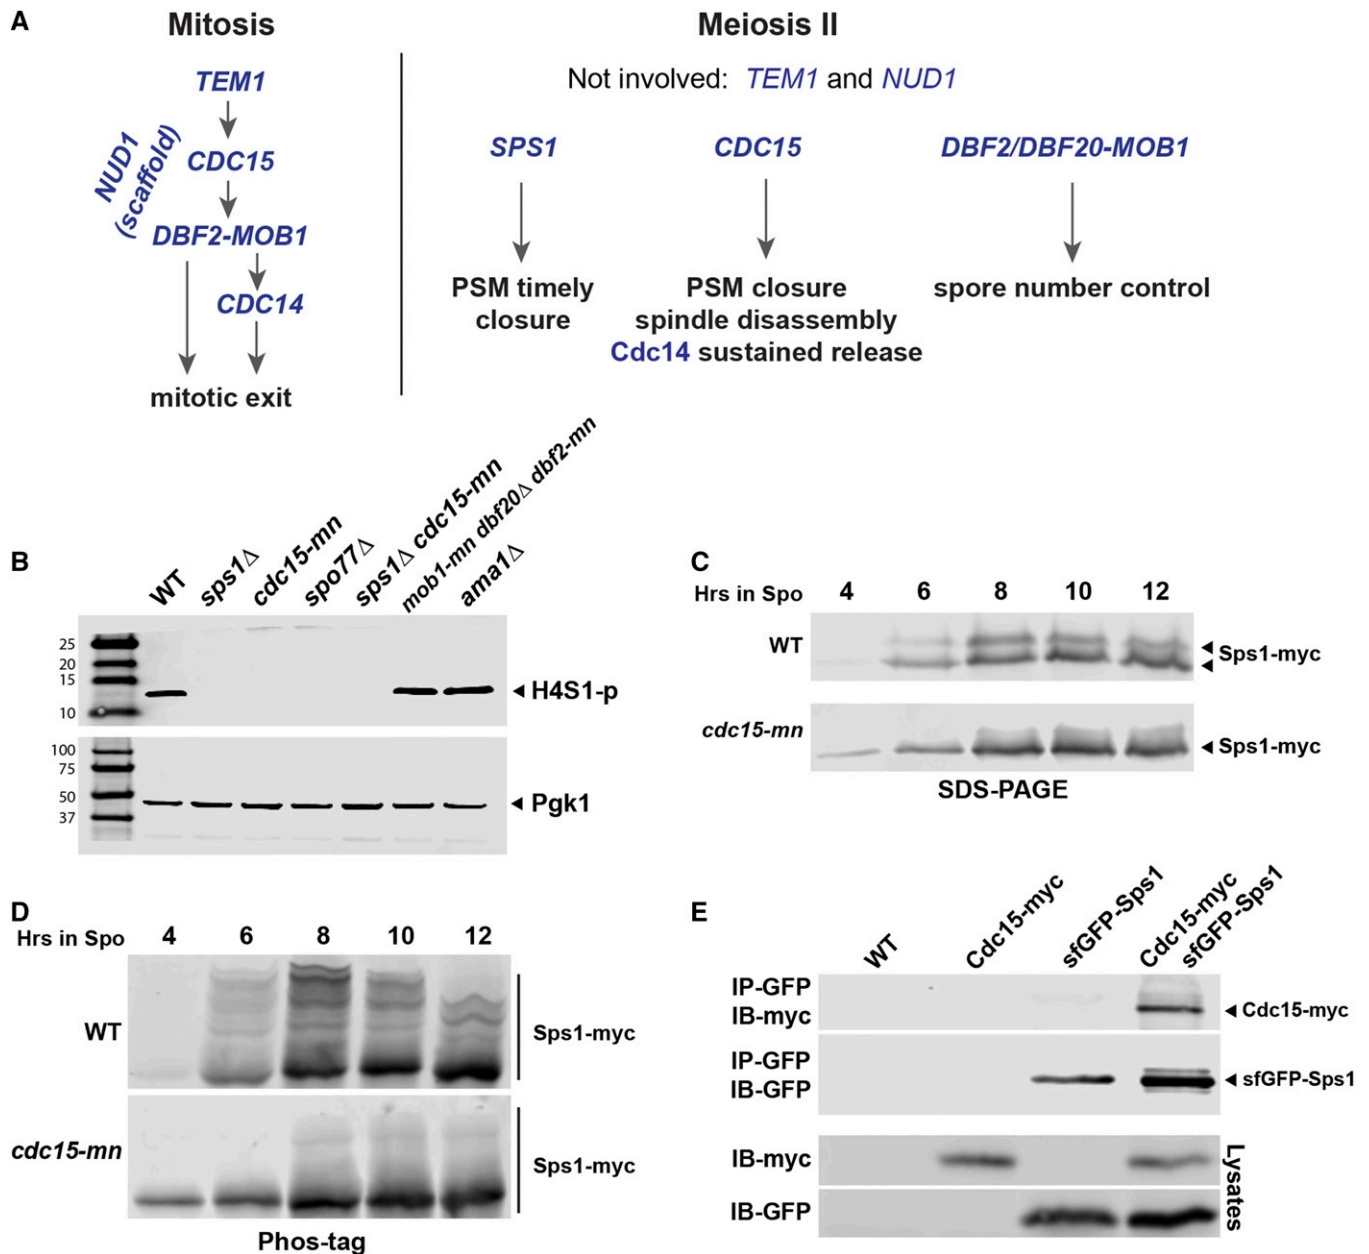 A
Mitosis
TEM1
CDC15
NUD1
(scaffold)
DBF2-MOB1
CDC14
mitotic exit
Meiosis II
Not involved: TEM1 and NUD1
SPS1
CDC15
DBF2/DBF20-MOB1
PSM timely
closure
PSM closure
spindle disassembly
Cdc14 sustained release
spore number control
B
WT
sps1Δ
cdc15-mn
spo77Δ
sps1Δ cdc15-mn
mob1-mn dbf20Δ dbf2-mn
ama1Δ
25
20
15
10
H4S1-p
100
75
50
37
Pgk1
C
Hrs in Spo 4 6 8 10 12
WT
Sps1-myc
cdc15-mn
Sps1-myc
SDS-PAGE
D
Hrs in Spo 4 6 8 10 12
WT
Sps1-myc
cdc15-mn
Sps1-myc
Phos-tag
E
WT
Cdc15-myc
sfGFP-Sps1
Cdc15-myc
sfGFP-Sps1
IP-GFP
IB-myc
Cdc15-myc
IP-GFP
IB-GFP
sfGFP-Sps1
IB-myc
IB-GFP
Lysates